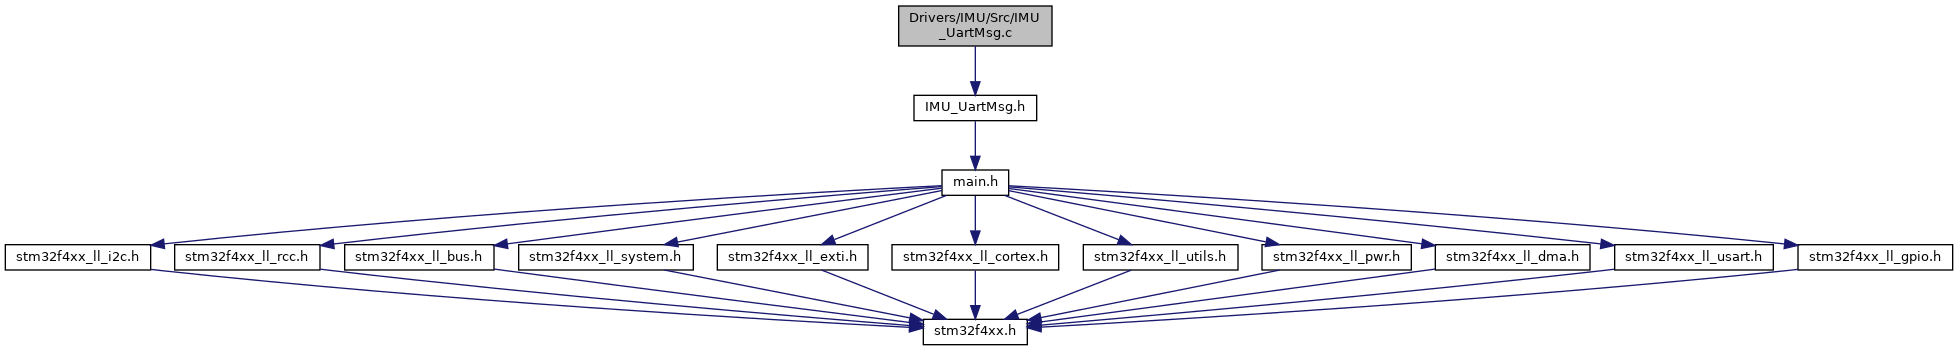 Drivers/IMU/Src/IMU
_UartMsg.c
IMU_UartMsg.h
main.h
stm32f4xx_ll_i2c.h
stm32f4xx_ll_rcc.h
stm32f4xx_ll_bus.h
stm32f4xx_ll_system.h
stm32f4xx_ll_exti.h
stm32f4xx_ll_cortex.h
stm32f4xx_ll_utils.h
stm32f4xx_ll_pwr.h
stm32f4xx_ll_dma.h
stm32f4xx_ll_usart.h
stm32f4xx_ll_gpio.h
stm32f4xx.h